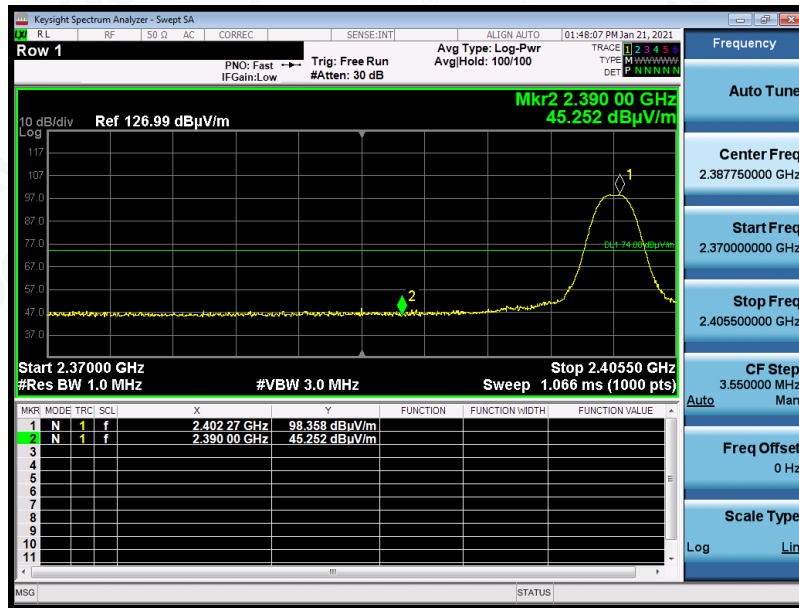 Keysight Spectrum Analyzer - Swept SA
RL RF 50 Ω AC CORREC SENSE:INT ALIGN AUTO 01:48:07 PM Jan 21, 2021
Row 1
PNO: Fast
IFGain:Low
Trig: Free Run
#Atten: 30 dB
Avg Type: Log-Pwr
Avg|Hold: 100/100
TRACE 1 2 3 4 5 6
TYPE M WWWWW
DET P N N N N N
Mkr2 2.390 00 GHz
45.252 dBµV/m
10 dB/div Ref 126.99 dBµV/m
Log
117
107
97.0
87.0
77.0
67.0
57.0
47.0
37.0
1
DL1 74.00 dBµV/m
2
Start 2.37000 GHz Stop 2.40550 GHz
#Res BW 1.0 MHz #VBW 3.0 MHz Sweep 1.066 ms (1000 pts)
MKR MODE TRC SCL X Y FUNCTION FUNCTION WIDTH FUNCTION VALUE
1 N 1 f 2.402 27 GHz 98.358 dBµV/m
2 N 1 f 2.390 00 GHz 45.252 dBµV/m
3
4
5
6
7
8
9
10
11
MSG STATUS
Frequency
Auto Tune
Center Freq
2.387750000 GHz
Start Freq
2.370000000 GHz
Stop Freq
2.405500000 GHz
CF Step
3.550000 MHz
Auto Man
Freq Offset
0 Hz
Scale Type
Log Lin